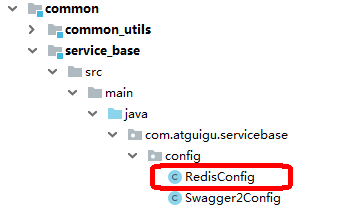 common
common_utils
service_base
src
main
java
com.atguigu.servicebase
config
RedisConfig
Swagger2Config